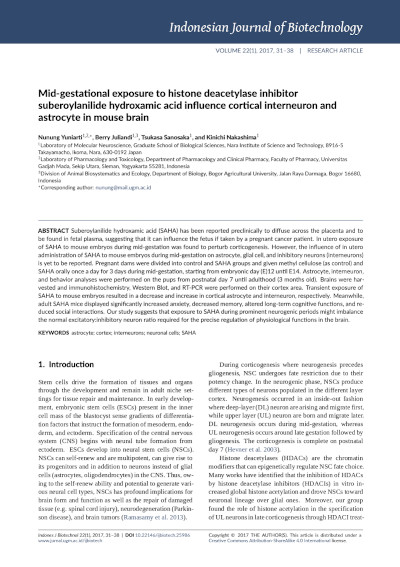 Indonesian Journal of Biotechnology
VOLUME 22(1), 2017, 31-38 | RESEARCH ARTICLE
Mid-gestational exposure to histone deacetylase inhibitor
suberoylanilide hydroxamic acid influence cortical interneuron and
astrocyte in mouse brain
Nunung Yuniarti1,2,*, Berry Juliandi1,3, Tsukasa Sanosaka1, and Kinichi Nakashima1
1Laboratory of Molecular Neuroscience, Graduate School of Biological Sciences, Nara Institute of Science and Technology, 8916-5
Takayamacho, Ikoma, Nara, 630-0192 Japan
2Laboratory of Pharmacology and Toxicology, Department of Pharmacology and Clinical Pharmacy, Faculty of Pharmacy, Universitas
Gadjah Mada, Sekip Utara, Sleman, Yogyakarta 55281, Indonesia
3Division of Animal Biosystematics and Ecology, Department of Biology, Bogor Agricultural University, Jalan Raya Darmaga, Bogor 16680,
Indonesia
*Corresponding author: nunung@mail.ugm.ac.id
ABSTRACT Suberoylanilide hydroxamic acid (SAHA) has been reported preclinically to diffuse across the placenta and to
be found in fetal plasma, suggesting that it can influence the fetus if taken by a pregnant cancer patient. In utero exposure
of SAHA to mouse embryos during mid-gestation was found to perturb corticogenesis. However, the influence of in utero
administration of SAHA to mouse embryos during mid-gestation on astrocyte, glial cell, and inhibitory neurons (interneurons)
is yet to be reported. Pregnant dams were divided into control and SAHA groups and given methyl cellulose (as control) and
SAHA orally once a day for 3 days during mid-gestation, starting from embryonic day (E)12 until E14. Astrocyte, interneuron,
and behavior analyses were performed on the pups from postnatal day 7 until adulthood (3 months old). Brains were har-
vested and immunohistochemistry, Western Blot, and RT-PCR were performed on their cortex area. Transient exposure of
SAHA to mouse embryos resulted in a decrease and increase in cortical astrocyte and interneuron, respectively. Meanwhile,
adult SAHA mice developed significantly increased anxiety, decreased memory, altered long-term cognitive functions, and re-
duced social interactions. Our study suggests that exposure to SAHA during prominent neurogenic periods might imbalance
the normal excitatory:inhibitory neuron ratio required for the precise regulation of physiological functions in the brain.
KEYWORDS astrocyte; cortex; interneurons; neuronal cells; SAHA
1. Introduction
Stem cells drive the formation of tissues and organs
through the development and remain in adult niche set-
tings for tissue repair and maintenance. In early develop-
ment, embryonic stem cells (ESCs) present in the inner
cell mass of the blastocyst sense gradients of differentia-
tion factors that instruct the formation of mesoderm, endo-
derm, and ectoderm. Specification of the central nervous
system (CNS) begins with neural tube formation from
ectoderm. ESCs develop into neural stem cells (NSCs).
NSCs can self-renew and are multipotent, can give rise to
its progenitors and in addition to neurons instead of glial
cells (astrocytes, oligodendrocytes) in the CNS. Thus, ow-
ing to the self-renewal ability and potential to generate vari-
ous neural cell types, NSCs has profound implications for
brain form and function as well as the repair of damaged
tissue (e.g. spinal cord injury), neurodegeneration (Parkin-
son disease), and brain tumors (Ramasamy et al. 2013).
During corticogenesis where neurogenesis precedes
gliogenesis, NSC undergoes fate restriction due to their
potency change. In the neurogenic phase, NSCs produce
different types of neurons populated in the different layer
cortex. Neurogenesis occurred in an inside-out fashion
where deep-layer (DL) neuron are arising and migrate first,
while upper layer (UL) neuron are born and migrate later.
DL neurogenesis occurs during mid-gestation, whereas
UL neurogenesis occurs around late gestation followed by
gliogenesis. The corticogenesis is complete on postnatal
day 7 (Hevner et al. 2003).
Histone deacetylases (HDACs) are the chromatin
modifiers that can epigenetically regulate NSC fate choice.
Many works have identified that the inhibition of HDACs
by histone deacetylase inhibitors (HDACIs) in vitro in-
creased global histone acetylation and drove NSCs toward
neuronal lineage over glial ones. Moreover, our group
found the role of histone acetylation in the specification
of UL neurons in late corticogenesis through HDACI treat-
Indones J Biotechnol 22(1), 2017, 31-38 | DOI 10.22146/ijbiotech.25986
www.jurnal.ugm.ac.id/ijbiotech
Copyright © 2017 THE AUTHOR(S). This article is distributed under a
Creative Commons Attribution-ShareAlike 4.0 International license.